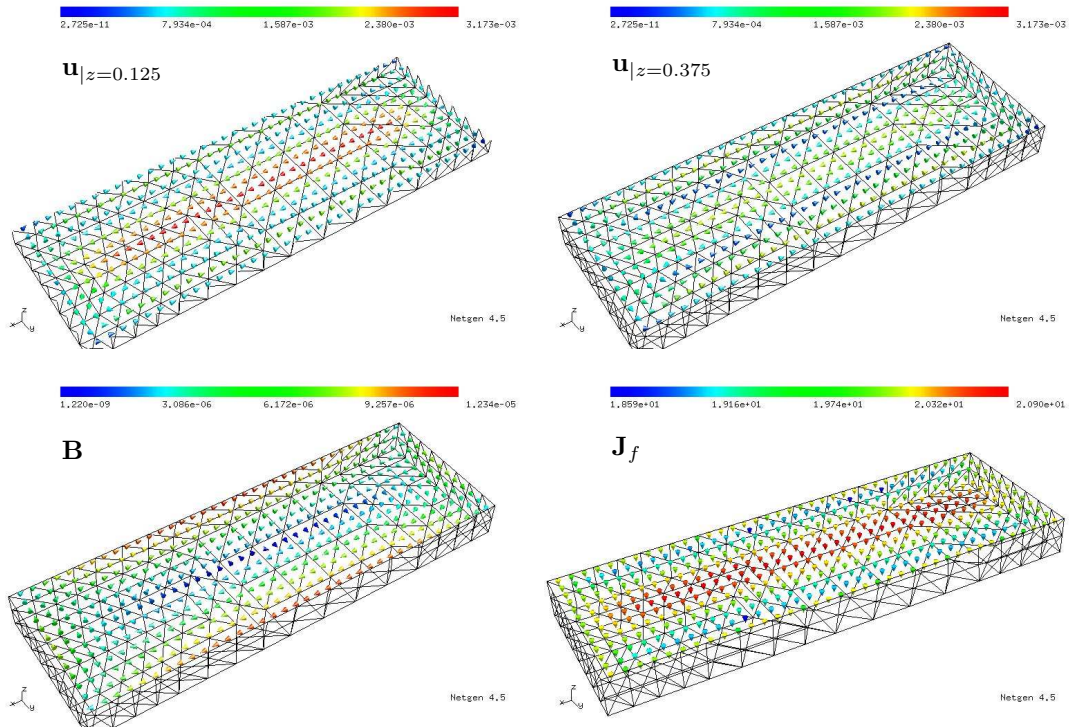 2.725e-11 7.934e-04 1.587e-03 2.380e-03 3.173e-03
u|z=0.125
z
x y
Netgen 4.5
2.725e-11 7.934e-04 1.587e-03 2.380e-03 3.173e-03
u|z=0.375
z
x y
Netgen 4.5
1.220e-09 3.086e-06 6.172e-06 9.257e-06 1.234e-05
B
z
x y
Netgen 4.5
1.859e+01 1.916e+01 1.974e+01 2.032e+01 2.090e+01
J_f
z
x y
Netgen 4.5